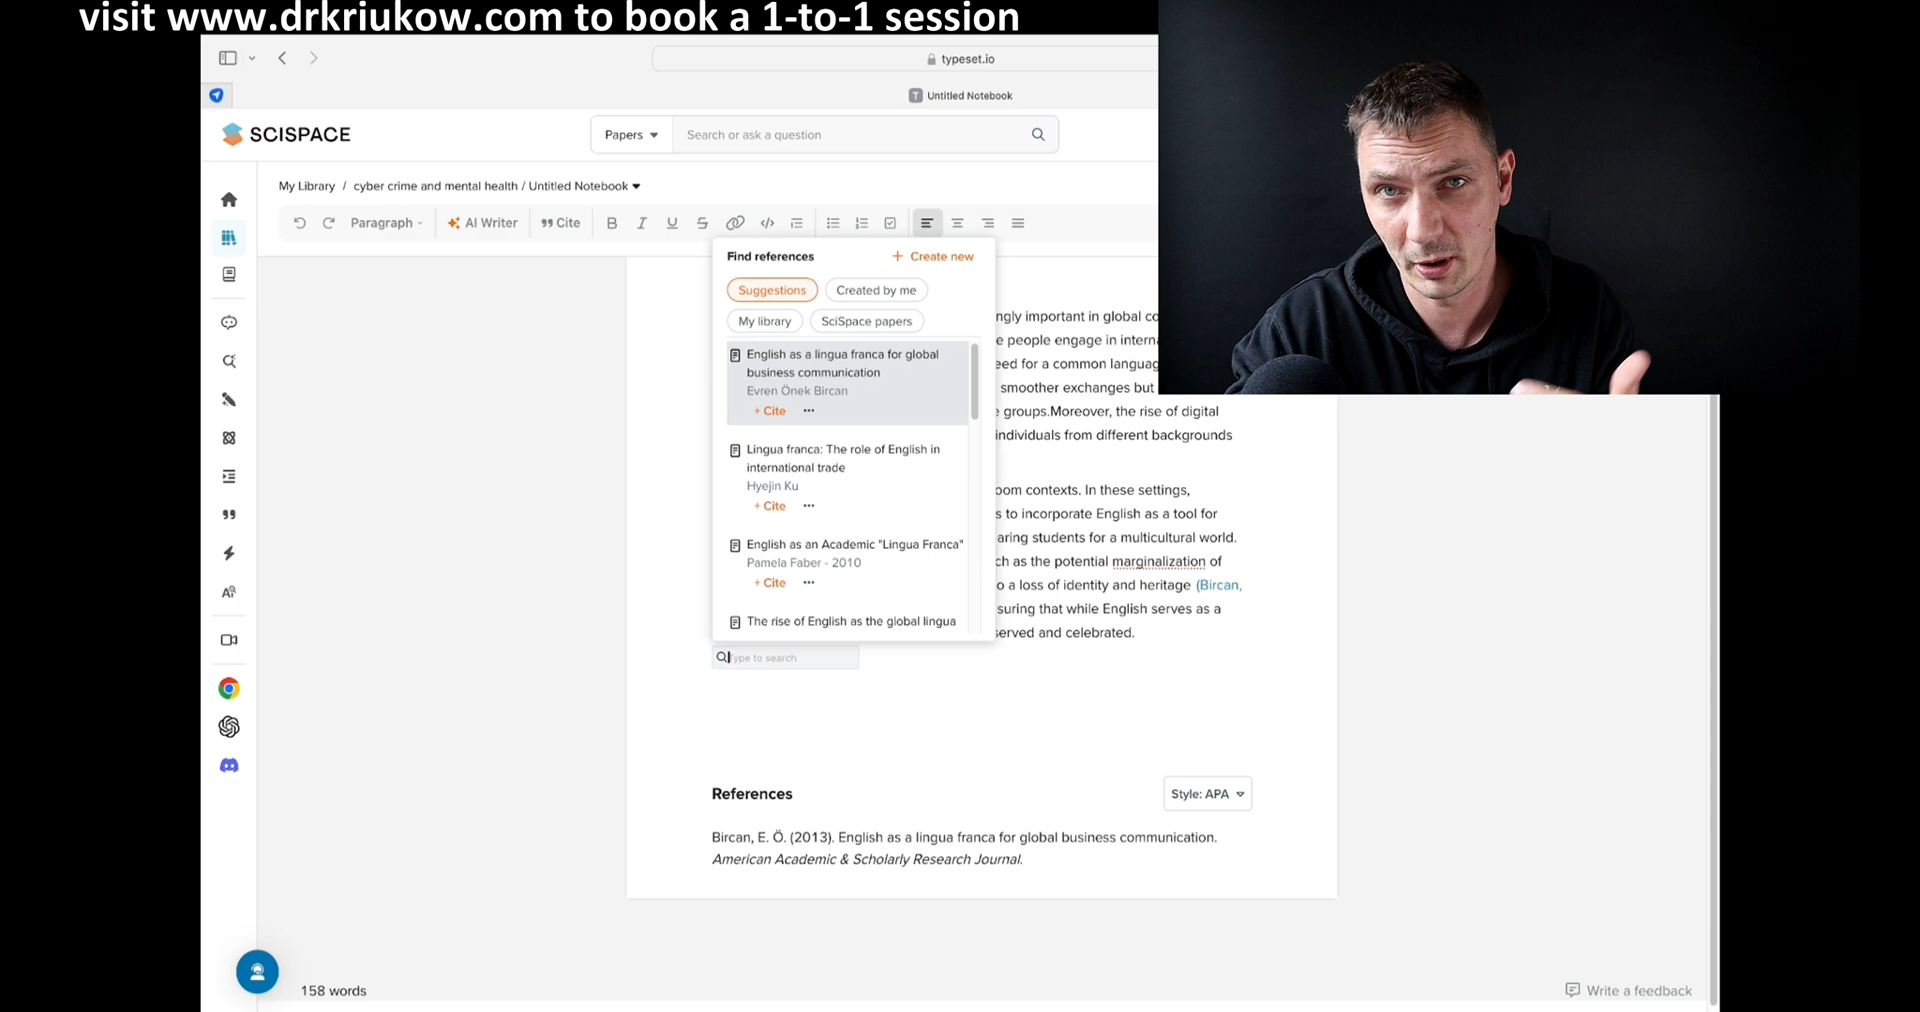 visit www.drkriukow.com to book a 1-to-1 session
typeset.io
T Untitled Notebook
SCISPACE
Papers
Search or ask a question
My Library / cyber crime and mental health / Untitled Notebook
Paragraph
AI Writer
Cite
B I U S
Find references
+ Create new
Suggestions
Created by me
My library
SciSpace papers
English as a lingua franca for global
business communication
Evren Önek Bircan
+ Cite ...
Lingua franca: The role of English in
international trade
Hyejin Ku
+ Cite ...
English as an Academic "Lingua Franca"
Pamela Faber - 2010
+ Cite ...
The rise of English as the global lingua
Type to search
ngly important in global co
e people engage in intern
eed for a common languag
smoother exchanges but
e groups.Moreover, the rise of digital
individuals from different backgrounds
oom contexts. In these settings,
s to incorporate English as a tool for
aring students for a multicultural world.
ch as the potential marginalization of
o a loss of identity and heritage (Bircan,
suring that while English serves as a
served and celebrated.
References
Style: APA
Bircan, E. Ö. (2013). English as a lingua franca for global business communication.
American Academic & Scholarly Research Journal.
158 words
Write a feedback